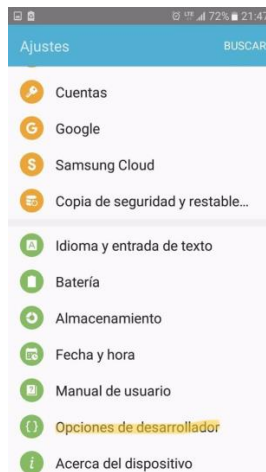 72% 21:47
Ajustes BUSCAR
Cuentas
Google
Samsung Cloud
Copia de seguridad y restable...
Idioma y entrada de texto
Batería
Almacenamiento
Fecha y hora
Manual de usuario
Opciones de desarrollador
Acerca del dispositivo